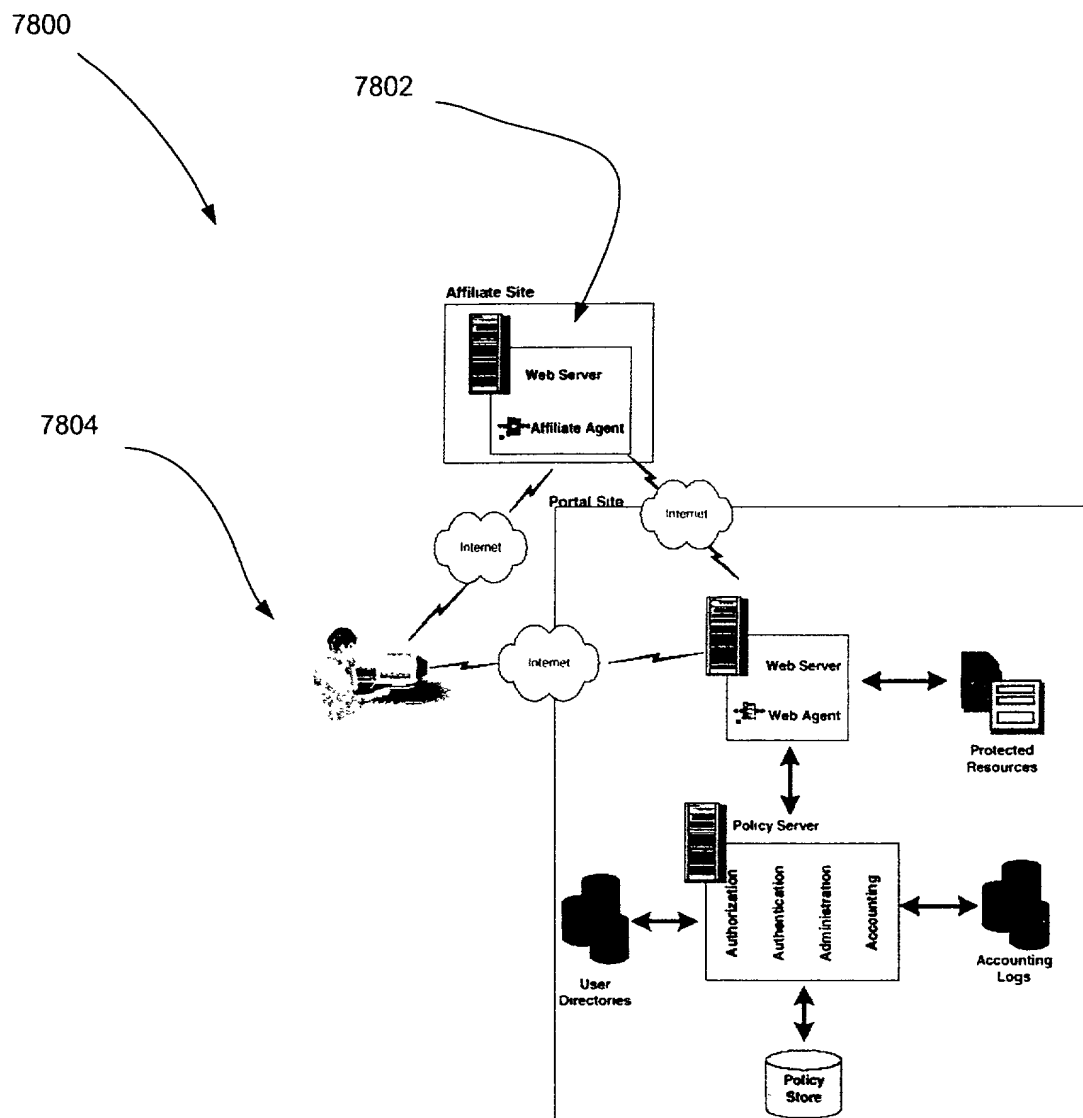 7800
7802
Affiliate Site
Web Server
Affiliate Agent
7804
Portal Site
Internet
Internet
Internet
Web Server
Web Agent
Protected
Resources
Policy Server
Authorization
Authentication
Administration
Accounting
User
Directories
Accounting
Logs
Policy
Store